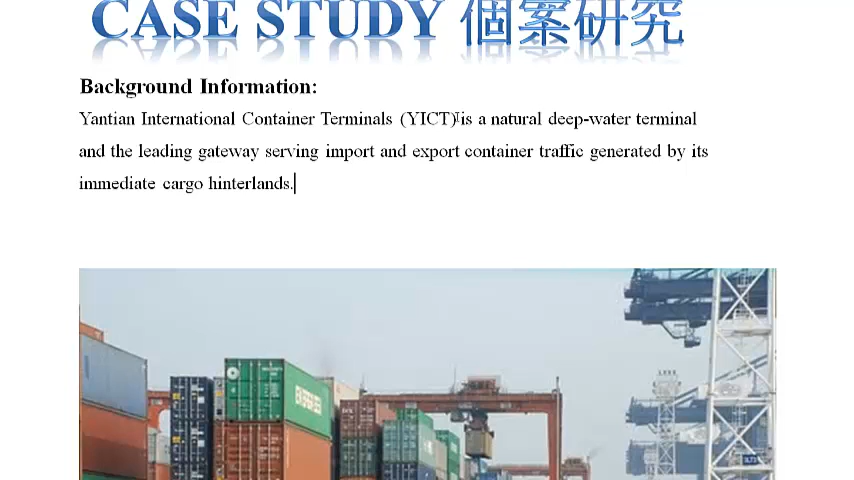 CASE STUDY 個案研究
Background Information:
Yantian International Container Terminals (YICT) is a natural deep-water terminal
and the leading gateway serving import and export container traffic generated by its
immediate cargo hinterlands.
EVERGREEN